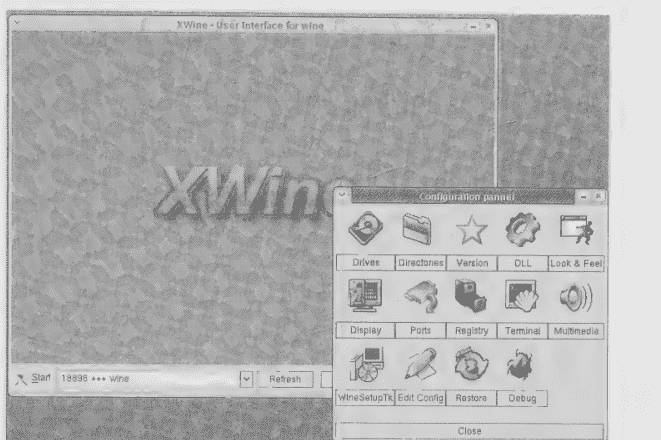 XWine - User Interface for wine
XWine
Configuration pannel
Drives Directories Version DLL Look & Feel
Display Ports Registry Terminal Multimedia
Start 18898 +++ wine Refresh
WineSetupTk Edit Config Restore Debug
Close